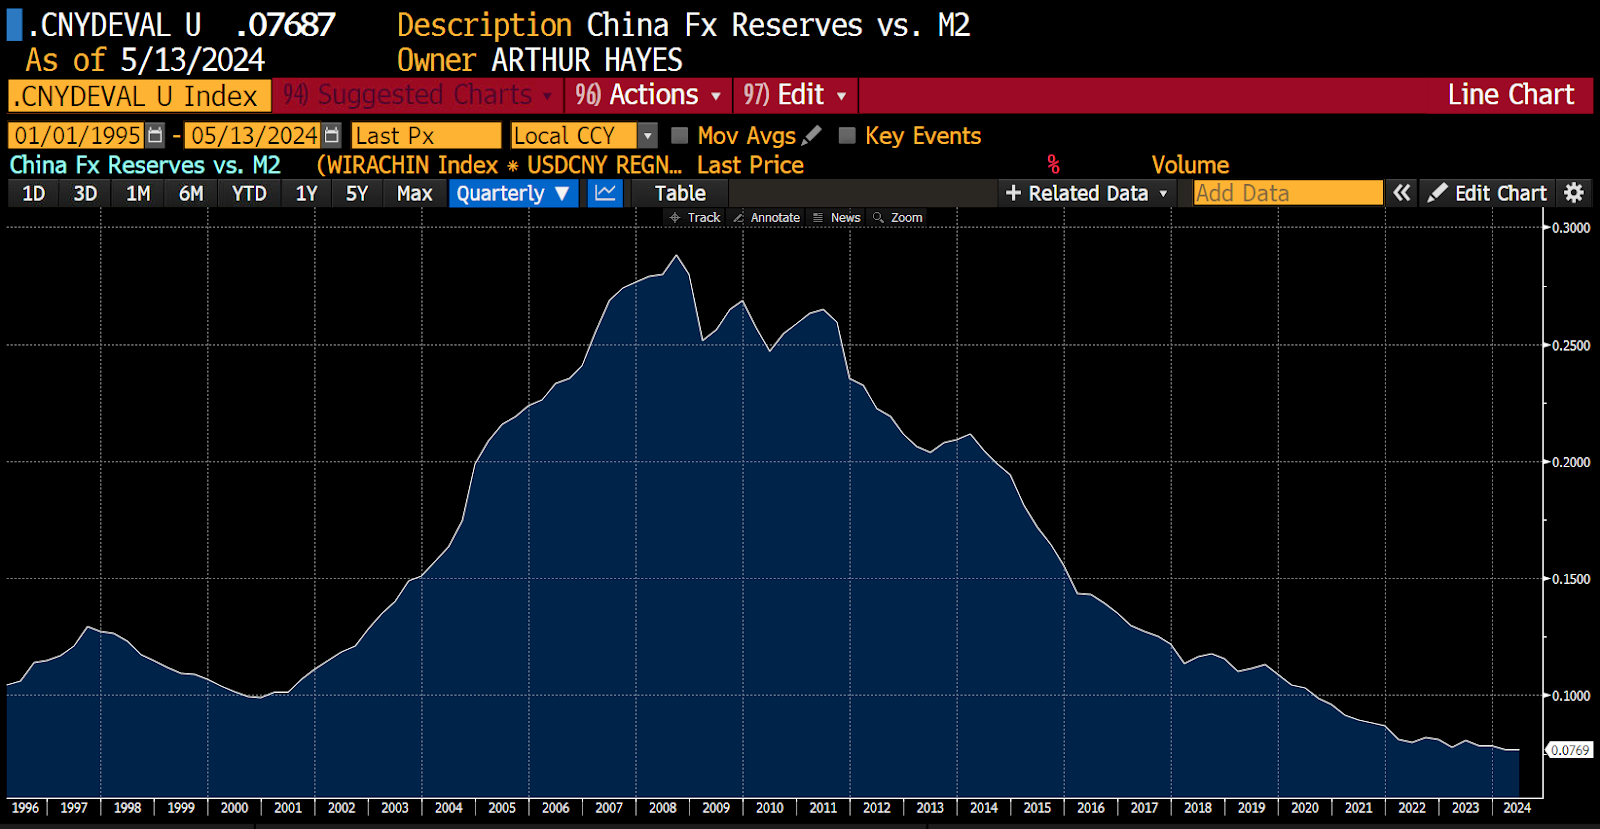 .CNYDEVAL U .07687 Description China Fx Reserves vs. M2
As of 5/13/2024 Owner ARTHUR HAYES
.CNYDEVAL U Index 94) Suggested Charts 96) Actions 97) Edit Line Chart
01/01/1995 - 05/13/2024 Last Px Local CCY Mov Avgs Key Events
China Fx Reserves vs. M2 (WIRACHIN Index * USDCNY REGN... Last Price % Volume
1D 3D 1M 6M YTD 1Y 5Y Max Quarterly ▼ Table + Related Data Add Data « Edit Chart
Track Annotate News Zoom
0.3000
0.2500
0.2000
0.1500
0.1000
0.0769
1996 1997 1998 1999 2000 2001 2002 2003 2004 2005 2006 2007 2008 2009 2010 2011 2012 2013 2014 2015 2016 2017 2018 2019 2020 2021 2022 2023 2024